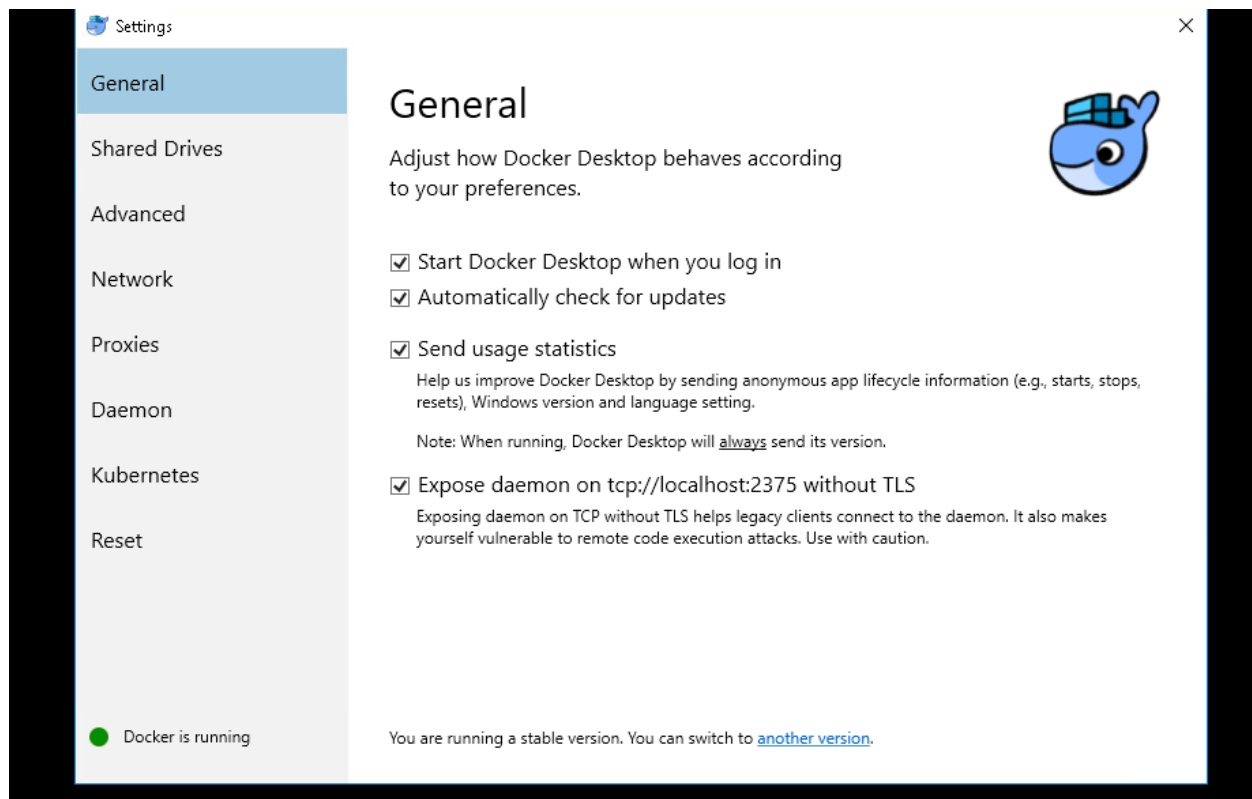 Settings
General
Shared Drives
Advanced
Network
Proxies
Daemon
Kubernetes
Reset
Docker is running
General
Adjust how Docker Desktop behaves according
to your preferences.
Start Docker Desktop when you log in
Automatically check for updates
Send usage statistics
Help us improve Docker Desktop by sending anonymous app lifecycle information (e.g., starts, stops,
resets), Windows version and language setting.
Note: When running, Docker Desktop will always send its version.
Expose daemon on tcp://localhost:2375 without TLS
Exposing daemon on TCP without TLS helps legacy clients connect to the daemon. It also makes
yourself vulnerable to remote code execution attacks. Use with caution.
You are running a stable version. You can switch to another version.